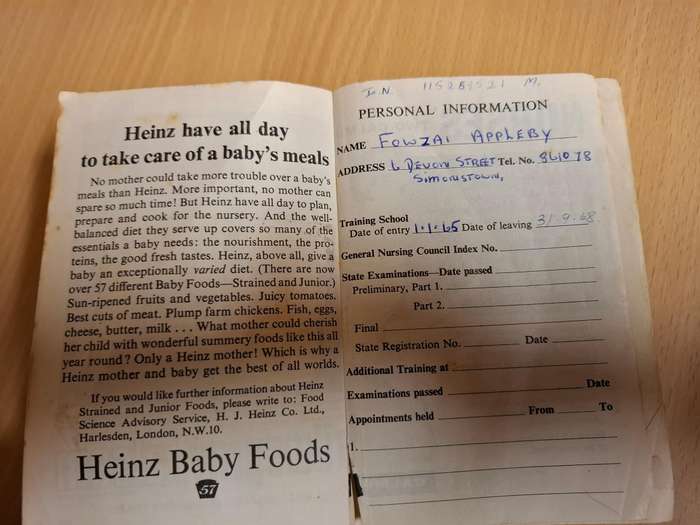 Heinz have all day
to take care of a baby's meals
No mother could take more trouble over a baby's
meals than Heinz. More important, no mother can
spare so much time! But Heinz have all day to plan,
prepare and cook for the nursery. And the well-
balanced diet they serve up covers so many of the
essentials a baby needs: the nourishment, the pro-
teins, the good fresh tastes. Heinz, above all, give a
baby an exceptionally varied diet. (There are now
over 57 different Baby Foods—Strained and Junior.)
Sun-ripened fruits and vegetables. Juicy tomatoes.
Best cuts of meat. Plump farm chickens. Fish, eggs,
cheese, butter, milk . . . What mother could cherish
her child with wonderful summery foods like this all
year round? Only a Heinz mother! Which is why a
Heinz mother and baby get the best of all worlds.
If you would like further information about Heinz
Strained and Junior Foods, please write to: Food
Science Advisory Service, H. J. Heinz Co. Ltd.,
Harlesden, London, N.W.10.
Heinz Baby Foods
57
I.N. M.
PERSONAL INFORMATION
NAME FOWZAI APPLEBY
ADDRESS 6 DEVON STREET Tel. No. 861078
SIMONSTOWN,
Training School
Date of entry 1.1.65 Date of leaving 31.9.68
General Nursing Council Index No.
State Examinations—Date passed
Preliminary, Part 1.
Part 2.
Final
State Registration No. Date
Additional Training at
Examinations passed Date
Appointments held From To
1.